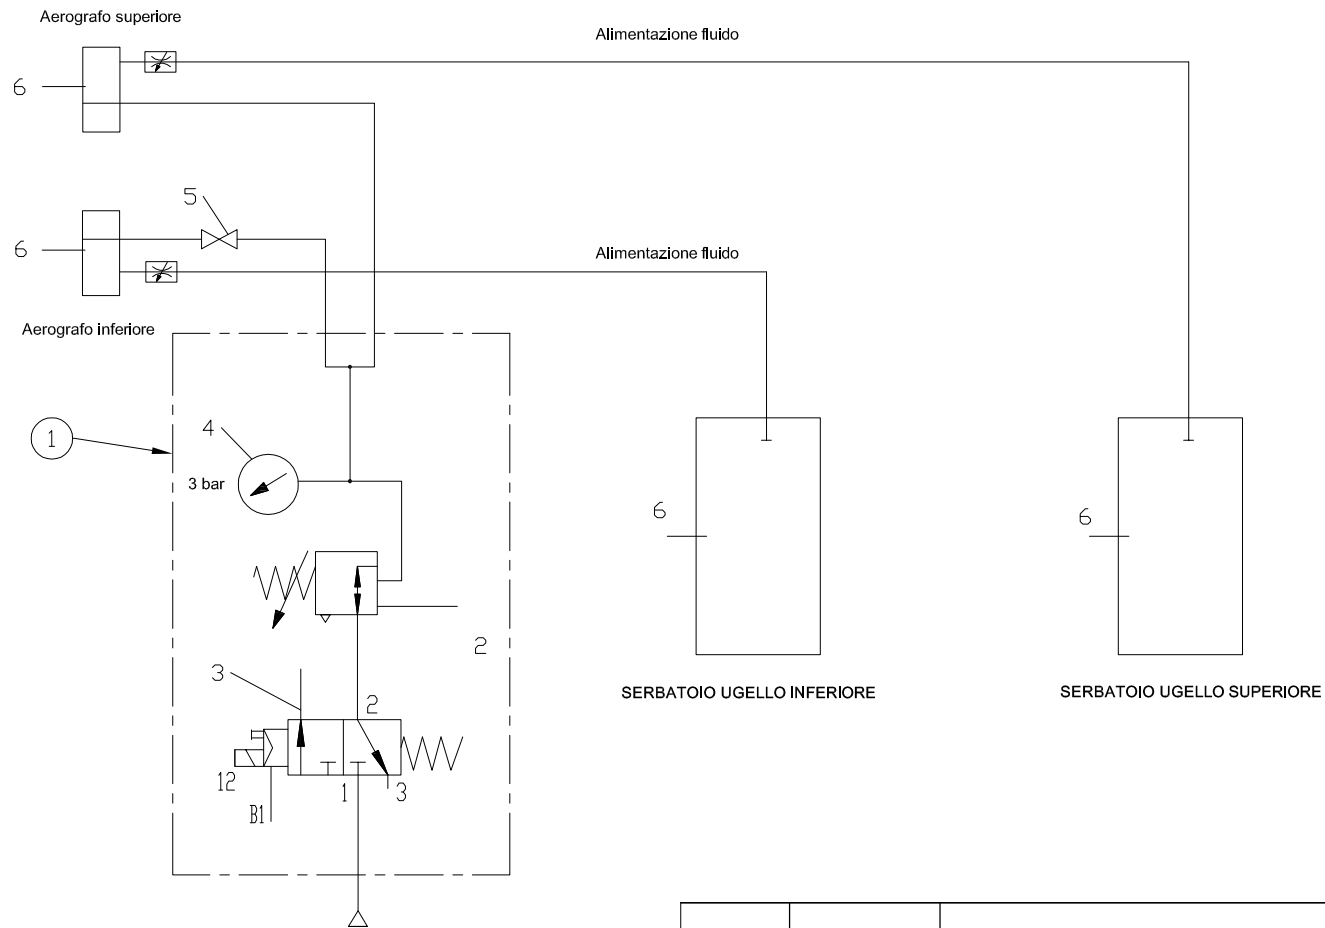 Aerografo superiore
Alimentazione fluido
6
5
6
Alimentazione fluido
Aerografo inferiore
1
4
3 bar
6
6
2
3
2
SERBATOIO UGELLO INFERIORE
SERBATOIO UGELLO SUPERIORE
12
1
3
B1